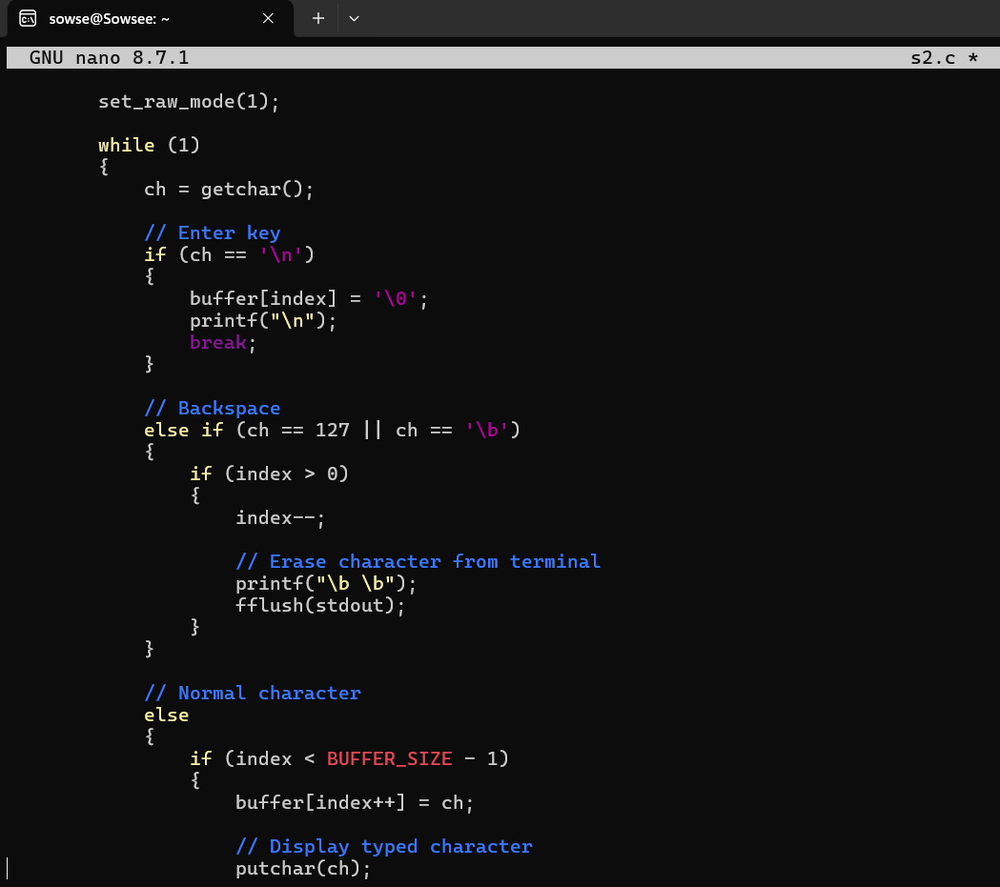 sowse@Sowsee: ~
GNU nano 8.7.1 s2.c *
set_raw_mode(1);
while (1)
{
ch = getchar();
// Enter key
if (ch == '\n')
{
buffer[index] = '\0';
printf("\n");
break;
}
// Backspace
else if (ch == 127 || ch == '\b')
{
if (index > 0)
{
index--;
// Erase character from terminal
printf("\b \b");
fflush(stdout);
}
}
// Normal character
else
{
if (index < BUFFER_SIZE - 1)
{
buffer[index++] = ch;
// Display typed character
putchar(ch);